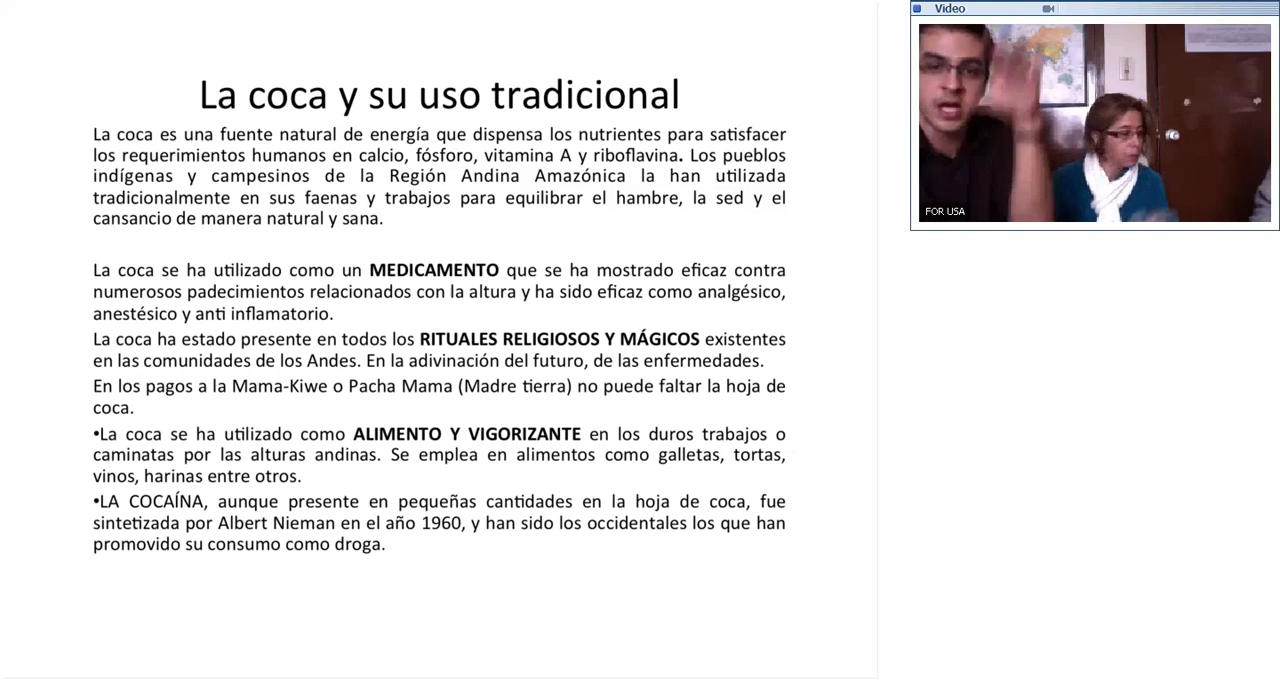 La coca y su uso tradicional
La coca es una fuente natural de energía que dispensa los nutrientes para satisfacer
los requerimientos humanos en calcio, fósforo, vitamina A y riboflavina. Los pueblos
indígenas y campesinos de la Región Andina Amazónica la han utilizada
tradicionalmente en sus faenas y trabajos para equilibrar el hambre, la sed y el
cansancio de manera natural y sana.
La coca se ha utilizado como un MEDICAMENTO que se ha mostrado eficaz contra
numerosos padecimientos relacionados con la altura y ha sido eficaz como analgésico,
anestésico y anti inflamatorio.
La coca ha estado presente en todos los RITUALES RELIGIOSOS Y MÁGICOS existentes
en las comunidades de los Andes. En la adivinación del futuro, de las enfermedades.
En los pagos a la Mama-Kiwe o Pacha Mama (Madre tierra) no puede faltar la hoja de
coca.
•La coca se ha utilizado como ALIMENTO Y VIGORIZANTE en los duros trabajos o
caminatas por las alturas andinas. Se emplea en alimentos como galletas, tortas,
vinos, harinas entre otros.
•LA COCAÍNA, aunque presente en pequeñas cantidades en la hoja de coca, fue
sintetizada por Albert Nieman en el año 1960, y han sido los occidentales los que han
promovido su consumo como droga.
Video
FOR USA